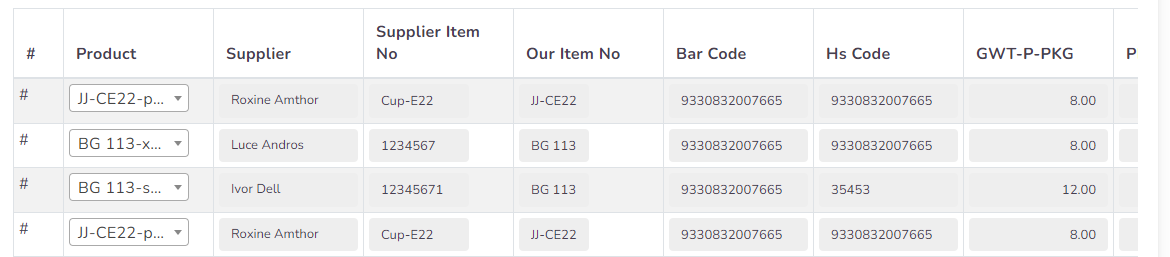 # Product Supplier Supplier Item No Our Item No Bar Code Hs Code GWT-P-PKG P
# JJ-CE22-p... Roxine Amthor Cup-E22 JJ-CE22 9330832007665 9330832007665 8.00
# BG 113-x... Luce Andros 1234567 BG 113 9330832007665 9330832007665 8.00
# BG 113-s... Ivor Dell 12345671 BG 113 9330832007665 35453 12.00
# JJ-CE22-p... Roxine Amthor Cup-E22 JJ-CE22 9330832007665 9330832007665 8.00